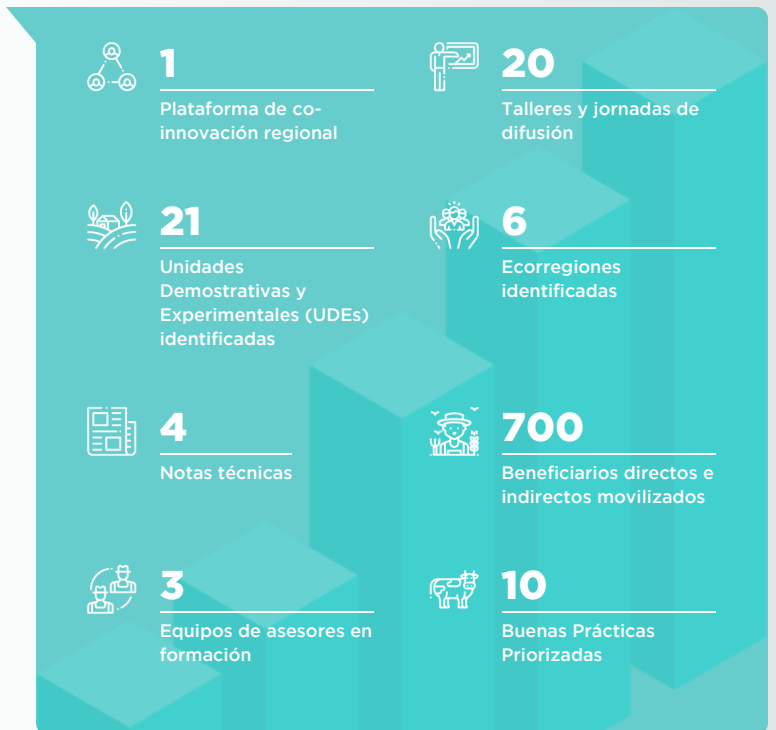 1
Plataforma de co-
innovación regional
20
Talleres y jornadas de
difusión
21
Unidades
Demostrativas y
Experimentales (UDEs)
identificadas
6
Ecorregiones
identificadas
4
Notas técnicas
700
Beneficiarios directos e
indirectos movilizados
3
Equipos de asesores en
formación
10
Buenas Prácticas
Priorizadas